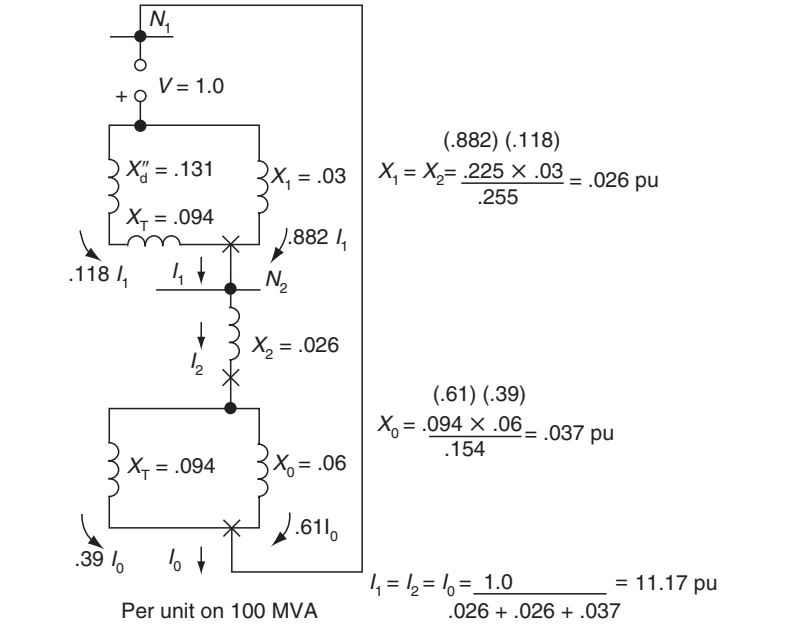 N₁
+ V = 1.0
X″d = .131
X₁ = .03
X_T = .094
.118 I₁
.882 I₁
I₁
N₂
I₂
X₂ = .026
X_T = .094
X₀ = .06
.39 I₀
I₀
.61I₀
Per unit on 100 MVA
(.882) (.118)
X₁ = X₂= .225 × .03 = .026 pu
.255
(.61) (.39)
X₀ = .094 × .06 = .037 pu
.154
I₁ = I₂ = I₀ = 1.0 = 11.17 pu
.026 + .026 + .037